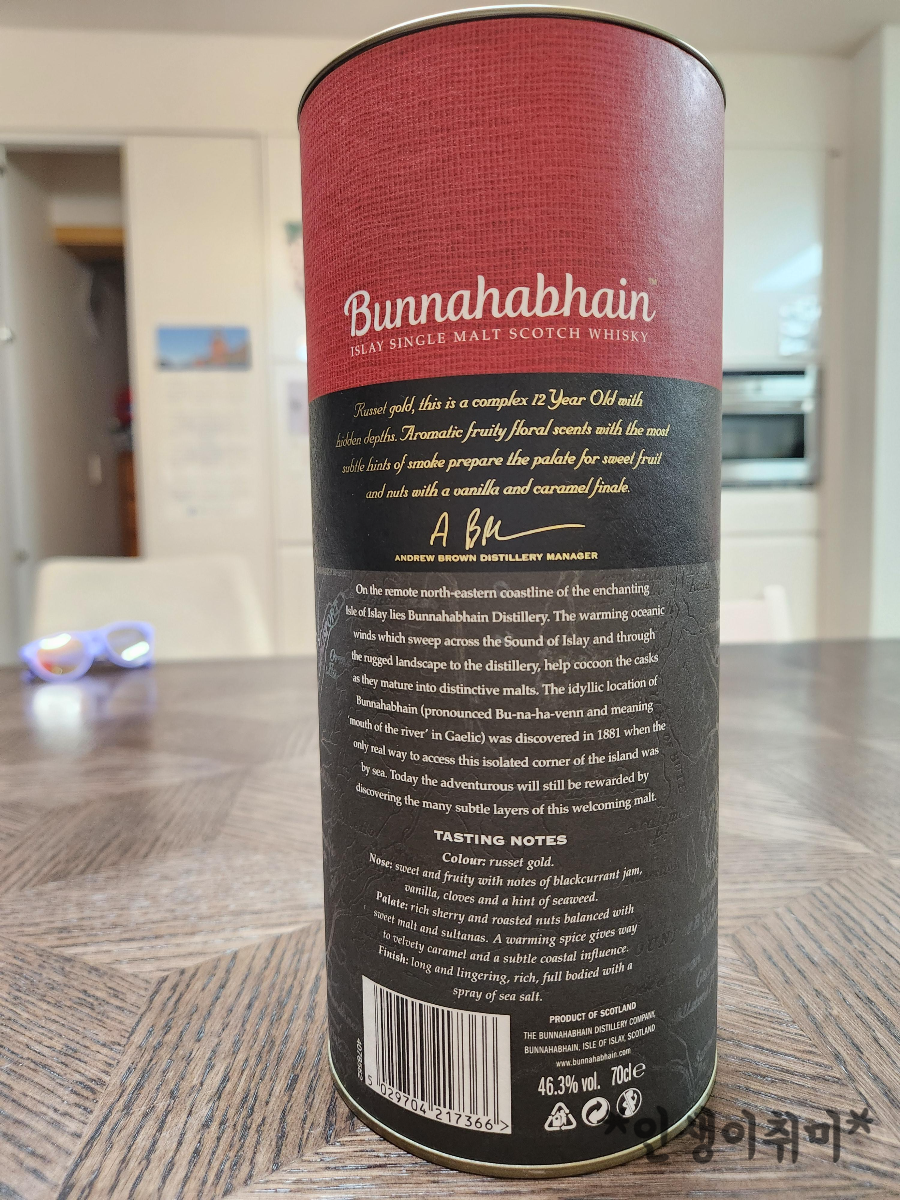 Bunnahabhain™
ISLAY SINGLE MALT SCOTCH WHISKY
Russet gold, this is a complex 12 Year Old with
hidden depths. Aromatic fruity floral scents with the most
subtle hints of smoke prepare the palate for sweet fruit
and nuts with a vanilla and caramel finale.
ANDREW BROWN DISTILLERY MANAGER
On the remote north-eastern coastline of the enchanting
Isle of Islay lies Bunnahabhain Distillery. The warming oceanic
winds which sweep across the Sound of Islay and through
the rugged landscape to the distillery, help cocoon the casks
as they mature into distinctive malts. The idyllic location of
Bunnahabhain (pronounced Bu-na-ha-venn and meaning
'mouth of the river' in Gaelic) was discovered in 1881 when the
only real way to access this isolated corner of the island was
by sea. Today the adventurous will still be rewarded by
discovering the many subtle layers of this welcoming malt.
TASTING NOTES
Colour: russet gold.
Nose: sweet and fruity with notes of blackcurrant jam,
vanilla, cloves and a hint of seaweed.
Palate: rich sherry and roasted nuts balanced with
sweet malt and sultanas. A warming spice gives way
to velvety caramel and a subtle coastal influence.
Finish: long and lingering, rich, full bodied with a
spray of sea salt.
PRODUCT OF SCOTLAND
THE BUNNAHABHAIN DISTILLERY COMPANY,
BUNNAHABHAIN, ISLE OF ISLAY, SCOTLAND
www.bunnahabhain.com
46.3% vol. 70cl e
5 029704 217366 >
*인생이취미*